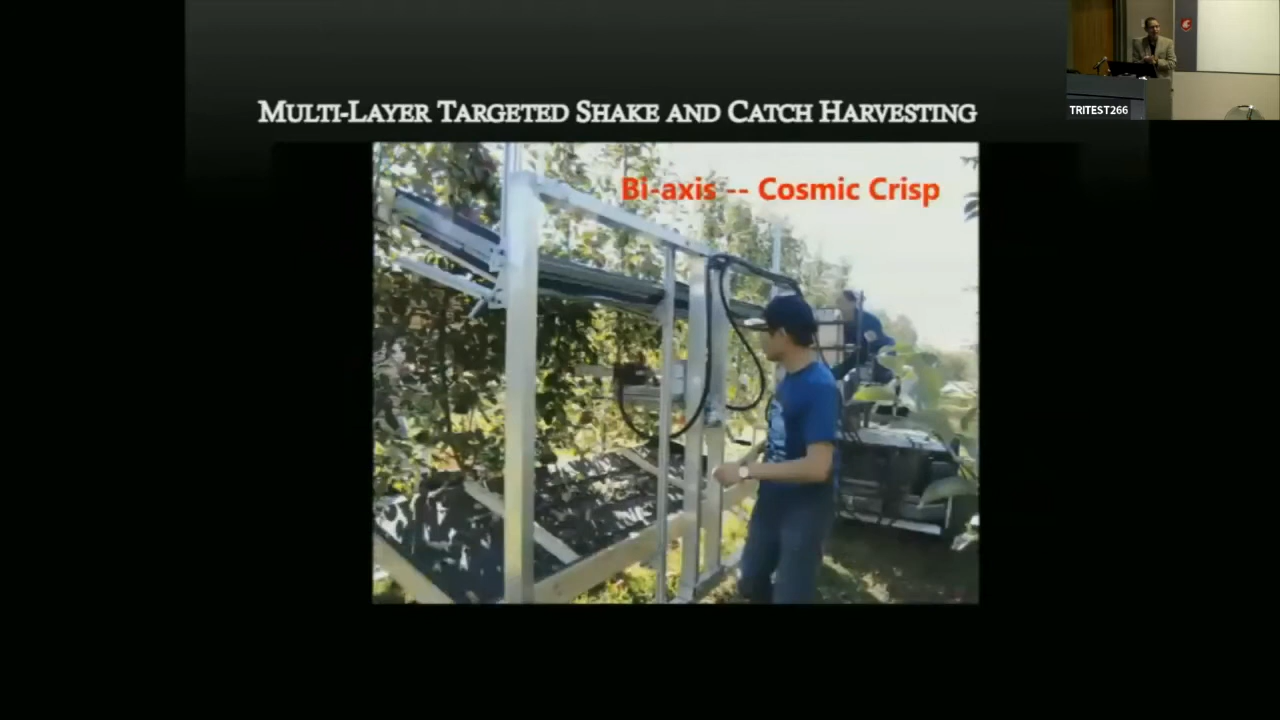 MULTI-LAYER TARGETED SHAKE AND CATCH HARVESTING
Bi-axis -- Cosmic Crisp
TRITEST266